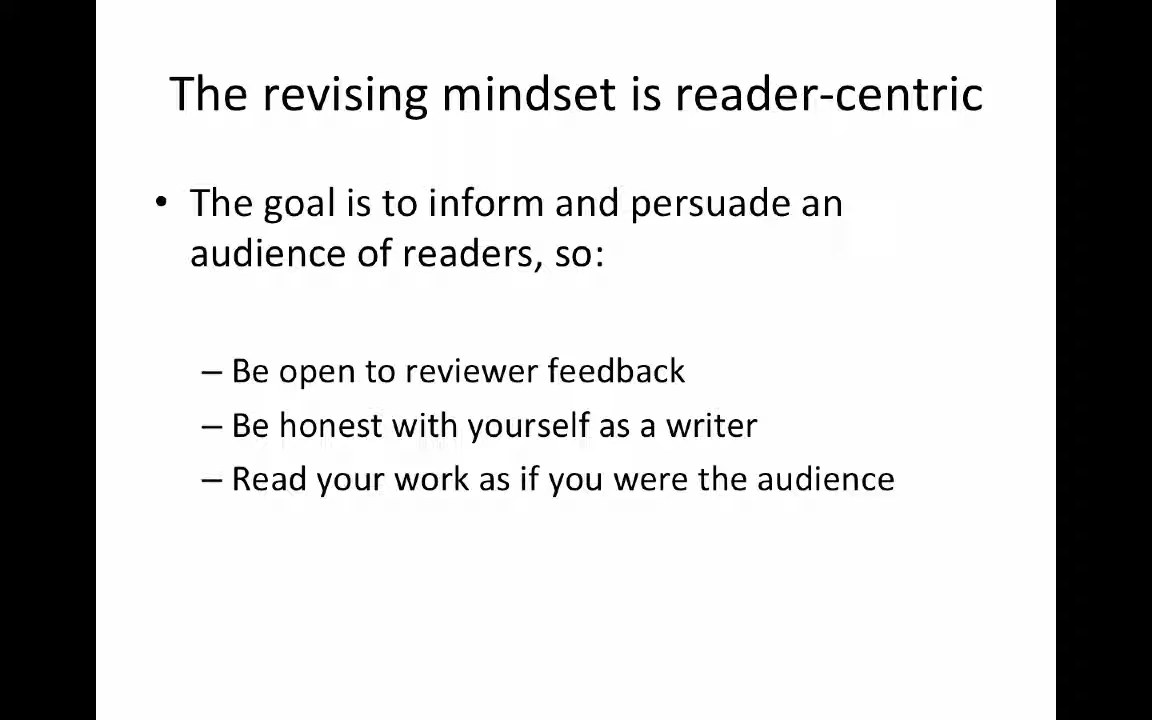 The revising mindset is reader-centric
• The goal is to inform and persuade an
audience of readers, so:
– Be open to reviewer feedback
– Be honest with yourself as a writer
– Read your work as if you were the audience